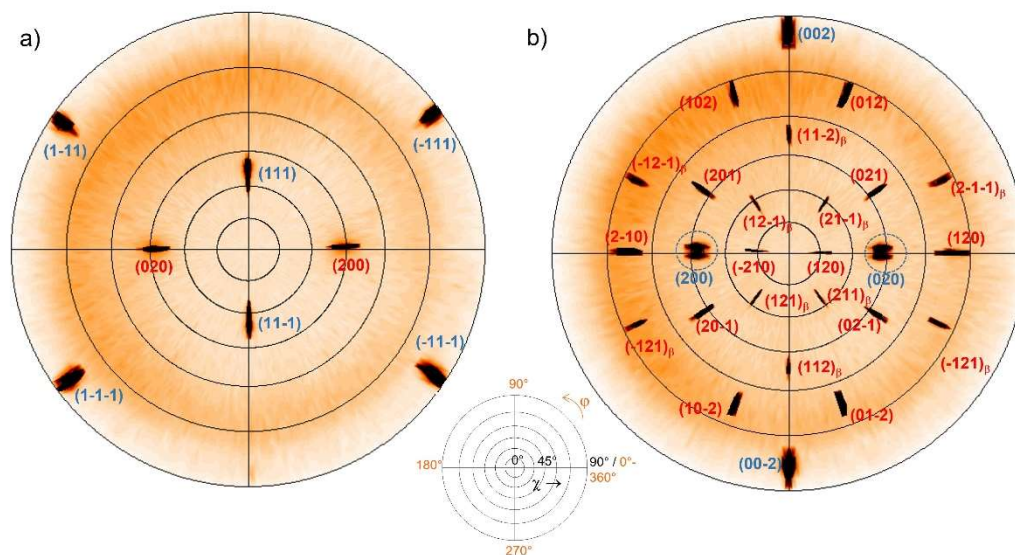 a)
(1-11)
(-111)
(111)
(020)
(200)
(11-1)
(1-1-1)
(-11-1)
b)
(002)
(102)
(012)
(11-2)β
(-12-1)β
(201)
(021)
(2-1-1)β
(12-1)β
(21-1)β
(2-10)
(120)
(200)
(-210)
(120)
(020)
(121)β
(211)β
(20-1)
(02-1)
(-121)β
(112)β
(-121)β
(10-2)
(01-2)
(00-2)
90°
φ
180°
0°
45°
90° / 0°-
360°
χ →
270°